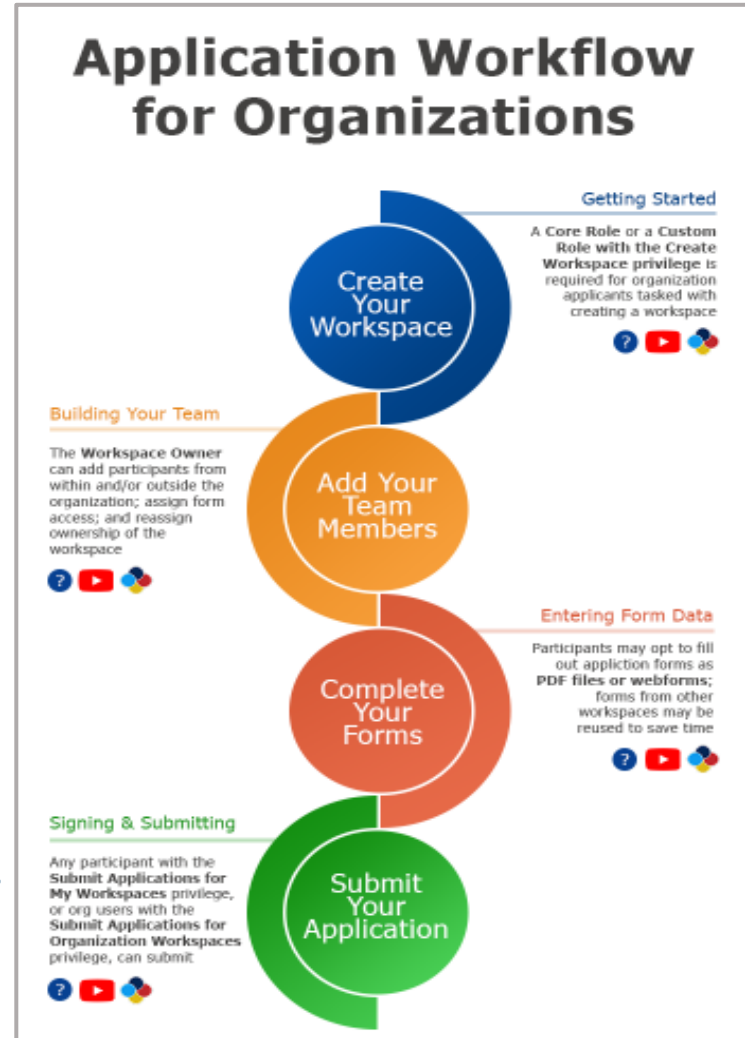 Application Workflow
for Organizations
Getting Started
A Core Role or a Custom
Role with the Create
Workspace privilege is
required for organization
applicants tasked with
creating a workspace
?
Create
Your
Workspace
Building Your Team
The Workspace Owner
can add participants from
within and/or outside the
organization; assign form
access; and reassign
ownership of the
workspace
?
Add Your
Team
Members
Entering Form Data
Participants may opt to fill
out appliction forms as
PDF files or webforms;
forms from other
workspaces may be
reused to save time
?
Complete
Your
Forms
Signing & Submitting
Any participant with the
Submit Applications for
My Workspaces privilege,
or org users with the
Submit Applications for
Organization Workspaces
privilege, can submit
?
Submit
Your
Application